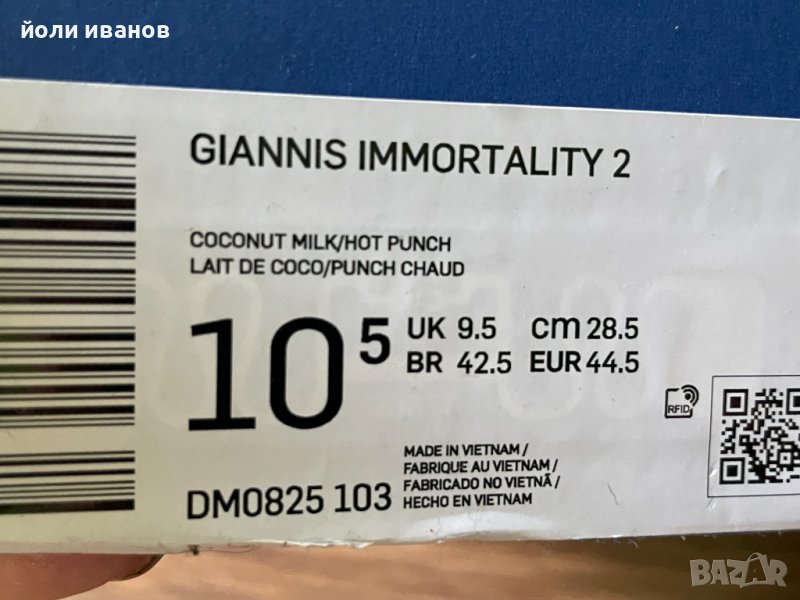 йоли иванов
GIANNIS IMMORTALITY 2
COCONUT MILK/HOT PUNCH
LAIT DE COCO/PUNCH CHAUD
10 5
UK 9.5 cm 28.5
BR 42.5 EUR 44.5
RFID
MADE IN VIETNAM /
FABRIQUE AU VIETNAM /
FABRICADO NO VIETNÃ /
HECHO EN VIETNAM
DM0825 103
BAZAR